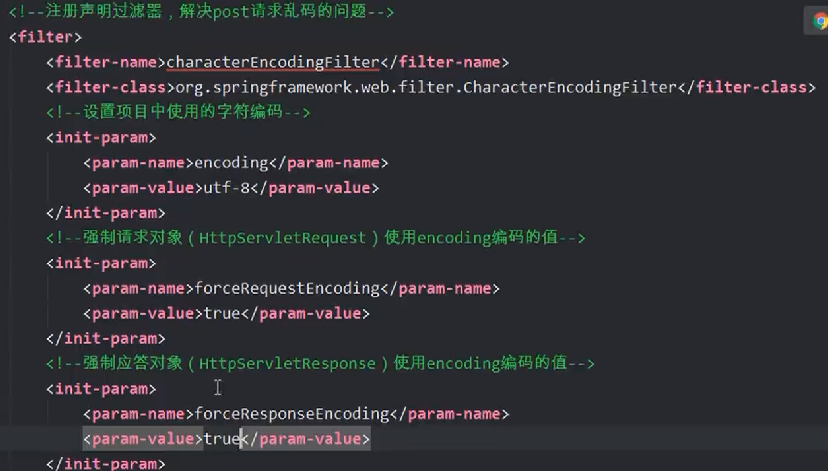 <!--注册声明过滤器，解决post请求乱码的问题-->
<filter>
<filter-name>characterEncodingFilter</filter-name>
<filter-class>org.springframework.web.filter.CharacterEncodingFilter</filter-class>
<!--设置项目中使用的字符编码-->
<init-param>
<param-name>encoding</param-name>
<param-value>utf-8</param-value>
</init-param>
<!--强制请求对象（HttpServletRequest）使用encoding编码的值-->
<init-param>
<param-name>forceRequestEncoding</param-name>
<param-value>true</param-value>
</init-param>
<!--强制应答对象（HttpServletResponse）使用encoding编码的值-->
<init-param>
<param-name>forceResponseEncoding</param-name>
<param-value>true</param-value>
</init-param>